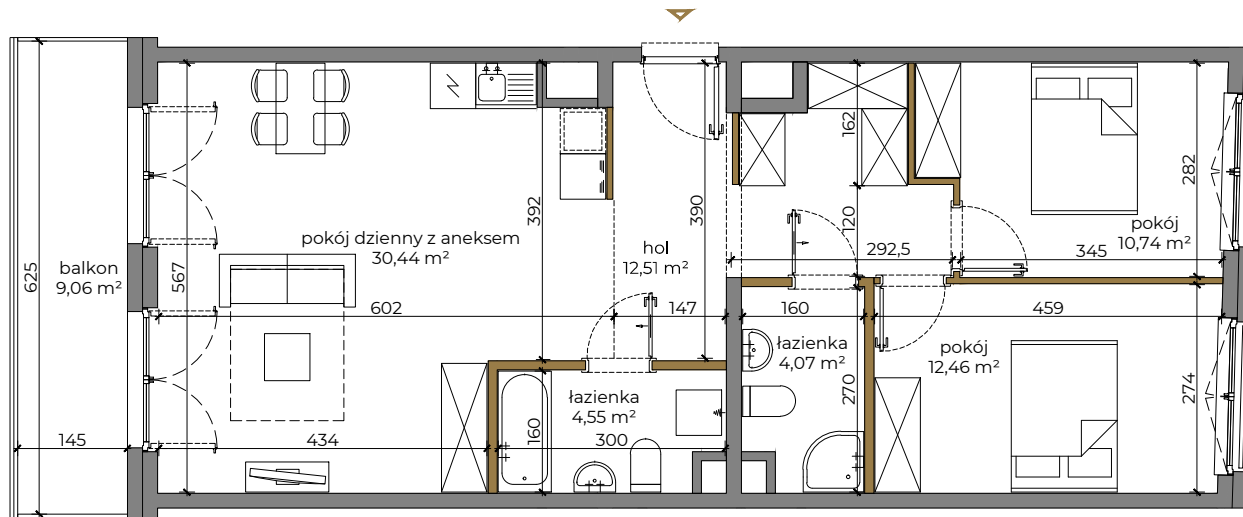 625
balkon
9,06 m²
145
567
pokój dzienny z aneksem
30,44 m²
602
434
392
390
hol
12,51 m²
147
łazienka
4,55 m²
160
300
162
120
292,5
160
łazienka
4,07 m²
270
pokój
10,74 m²
282
345
459
pokój
12,46 m²
274